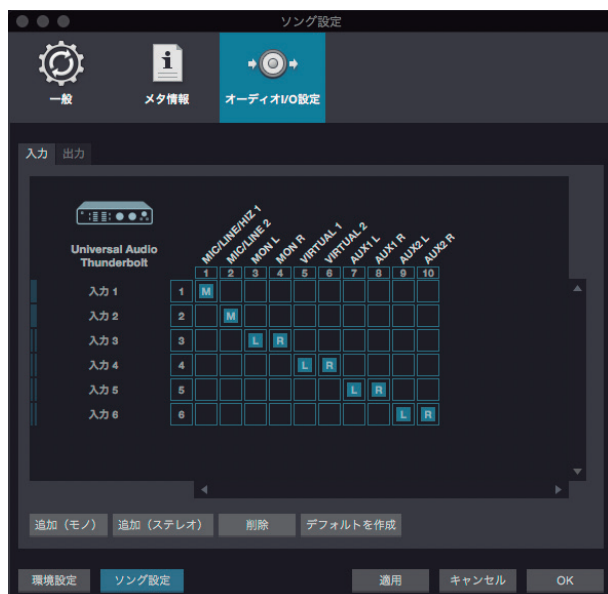 ソング設定
一般
メタ情報
オーディオI/O設定
入力
出力
Universal Audio
Thunderbolt
MIC/LINE/HIZ 1
MIC/LINE 2
MON L
MON R
VIRTUAL 1
VIRTUAL 2
AUX1 L
AUX1 R
AUX2 L
AUX2 R
1 2 3 4 5 6 7 8 9 10
入力 1 1 M
入力 2 2 M
入力 3 3 L R
入力 4 4 L R
入力 5 5 L R
入力 6 6 L R
追加（モノ） 追加（ステレオ） 削除 デフォルトを作成
環境設定 ソング設定 適用 キャンセル OK